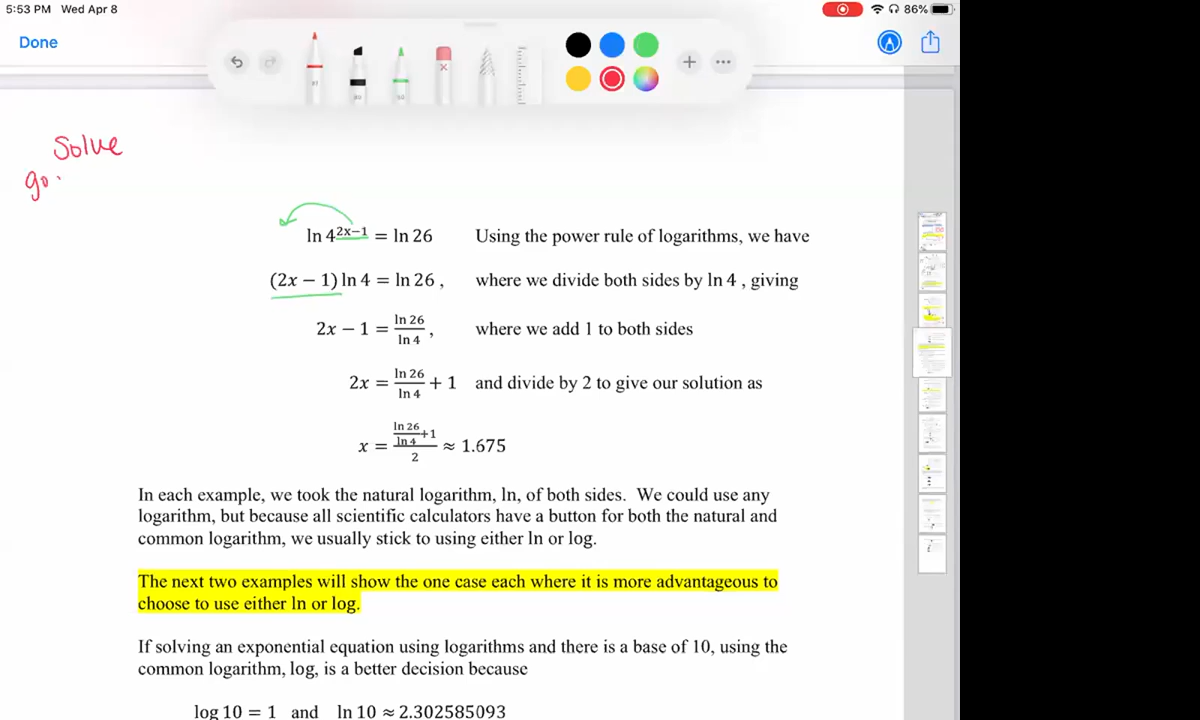 5:53 PM Wed Apr 8
86%
Done
Solve
go.
ln 4^{2x−1} = ln 26 Using the power rule of logarithms, we have
(2x − 1) ln 4 = ln 26 , where we divide both sides by ln 4 , giving
2x − 1 = \frac{ln 26}{ln 4} , where we add 1 to both sides
2x = \frac{ln 26}{ln 4} + 1 and divide by 2 to give our solution as
x = \frac{\frac{ln 26}{ln 4}+1}{2} ≈ 1.675
In each example, we took the natural logarithm, ln, of both sides. We could use any
logarithm, but because all scientific calculators have a button for both the natural and
common logarithm, we usually stick to using either ln or log.
The next two examples will show the one case each where it is more advantageous to
choose to use either ln or log.
If solving an exponential equation using logarithms and there is a base of 10, using the
common logarithm, log, is a better decision because
log 10 = 1 and ln 10 ≈ 2.302585093